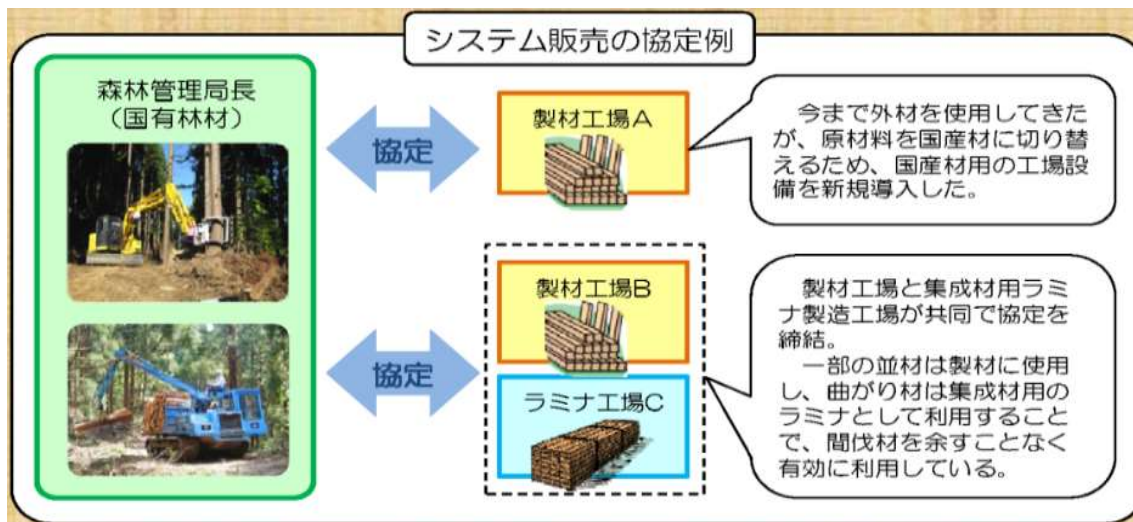 システム販売の協定例
森林管理局長
(国有林材)
協定
製材工場A
今まで外材を使用してきた
が、原材料を国産材に切り替
えるため、国産材用の工場設
備を新規導入した。
協定
製材工場B
ラミナ工場C
製材工場と集成材用ラミ
ナ製造工場が共同で協定を
締結。
一部の並材は製材に使用
し、曲がり材は集成材用の
ラミナとして利用すること
で、間伐材を余すことなく
有効に利用している。